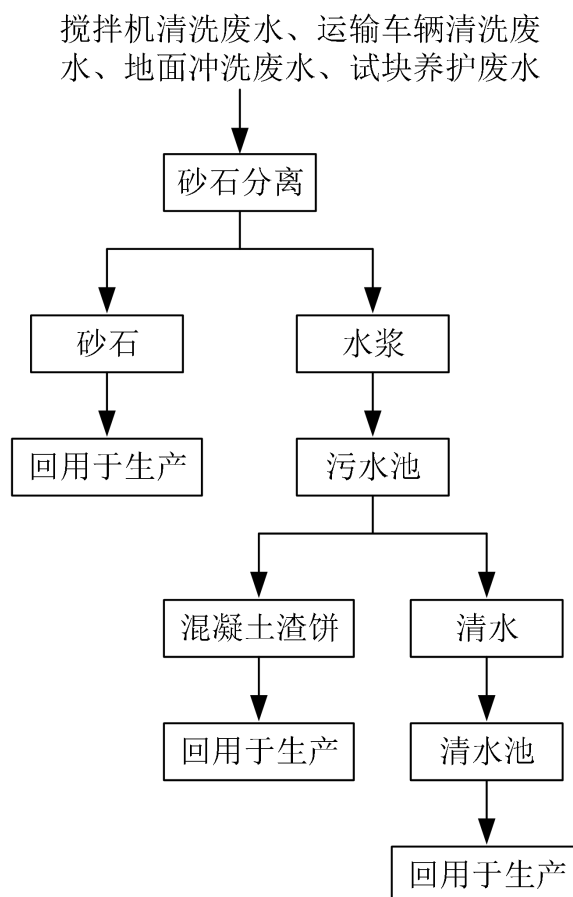 搅拌机清洗废水、运输车辆清洗废
水、地面冲洗废水、试块养护废水
砂石分离
砂石
水浆
回用于生产
污水池
混凝土渣饼
清水
回用于生产
清水池
回用于生产